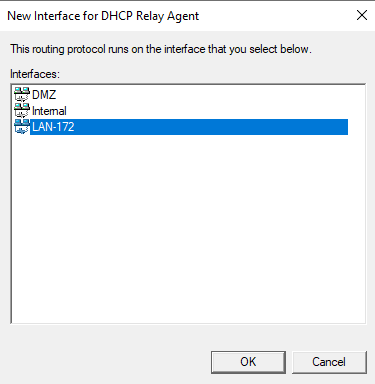 New Interface for DHCP Relay Agent
This routing protocol runs on the interface that you select below.
Interfaces:
DMZ
Internal
LAN-172
OK
Cancel